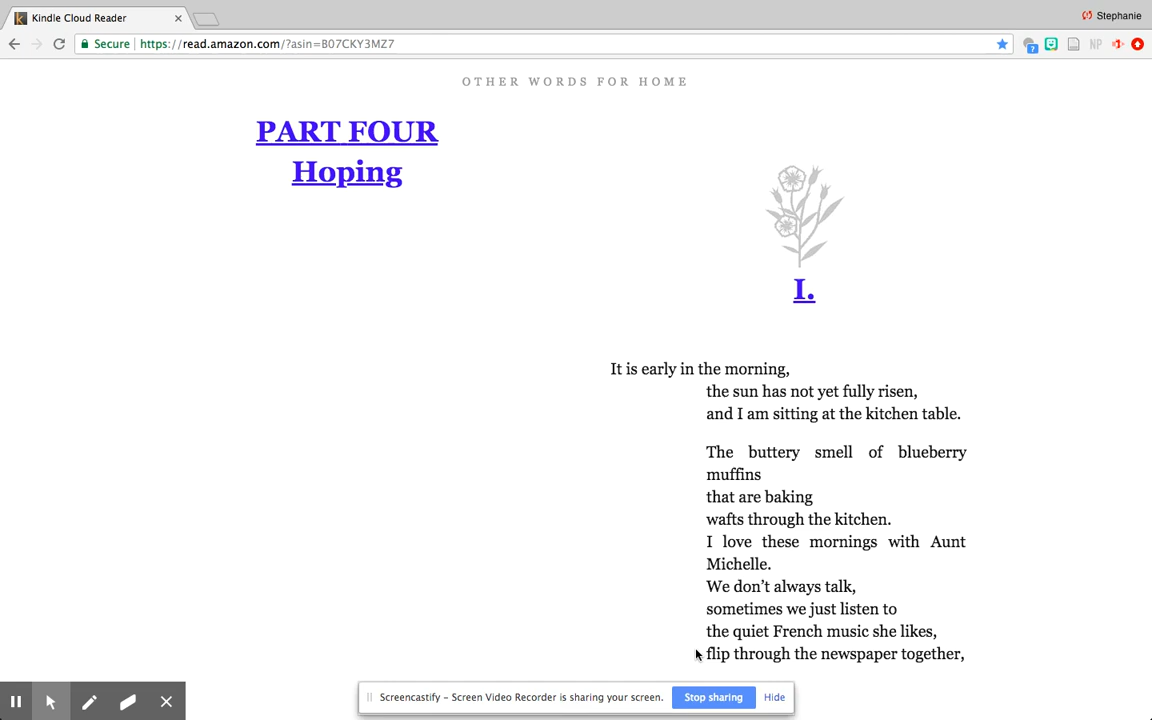 Kindle Cloud Reader
Stephanie
Secure
https://read.amazon.com/?asin=B07CKY3MZ7
?
NP
OTHER WORDS FOR HOME
PART FOUR
Hoping
I.
It is early in the morning,
the sun has not yet fully risen,
and I am sitting at the kitchen table.
The buttery smell of blueberry
muffins
that are baking
wafts through the kitchen.
I love these mornings with Aunt
Michelle.
We don’t always talk,
sometimes we just listen to
the quiet French music she likes,
flip through the newspaper together,
Screencastify – Screen Video Recorder is sharing your screen.
Stop sharing
Hide